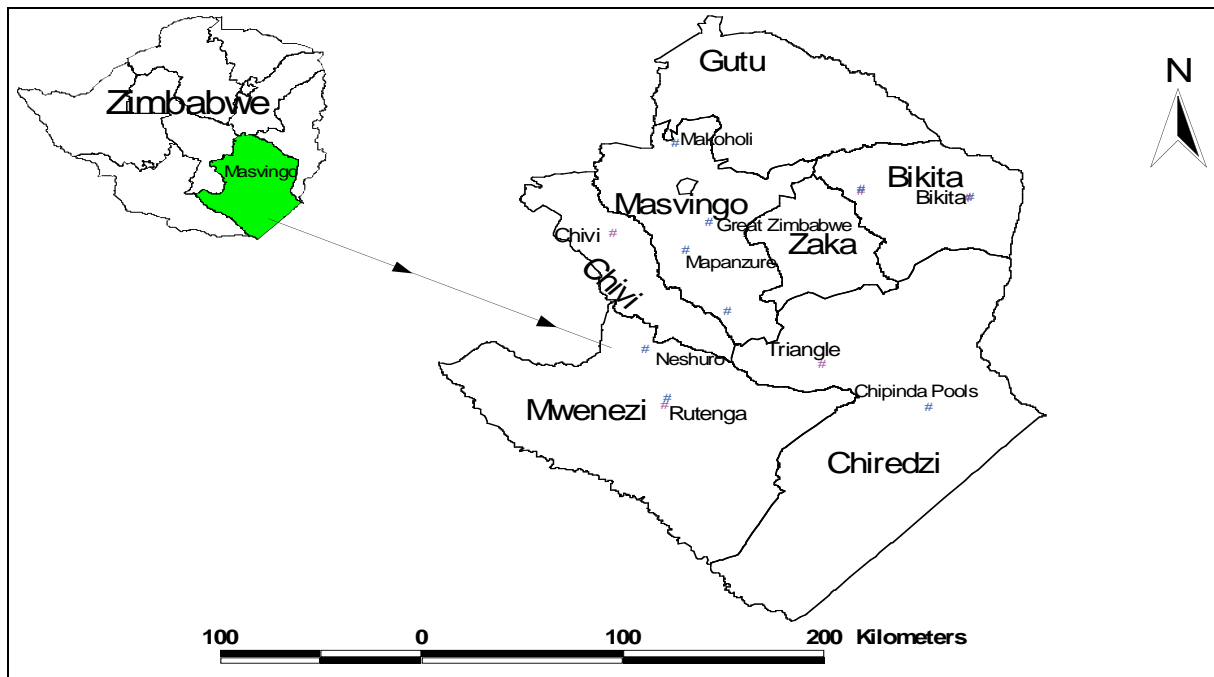 Zimbabwe
Masvingo
N
Gutu
# Makoholi
Bikita
#
Bikita #
Masvingo
# Great Zimbabwe
Zaka
Chivi #
#
Mapanzure
Chivi
#
#
Neshuro
Triangle
#
Chipinda Pools
#
Mwenezi
#
# Rutenga
Chiredzi
100 0 100 200 Kilometers